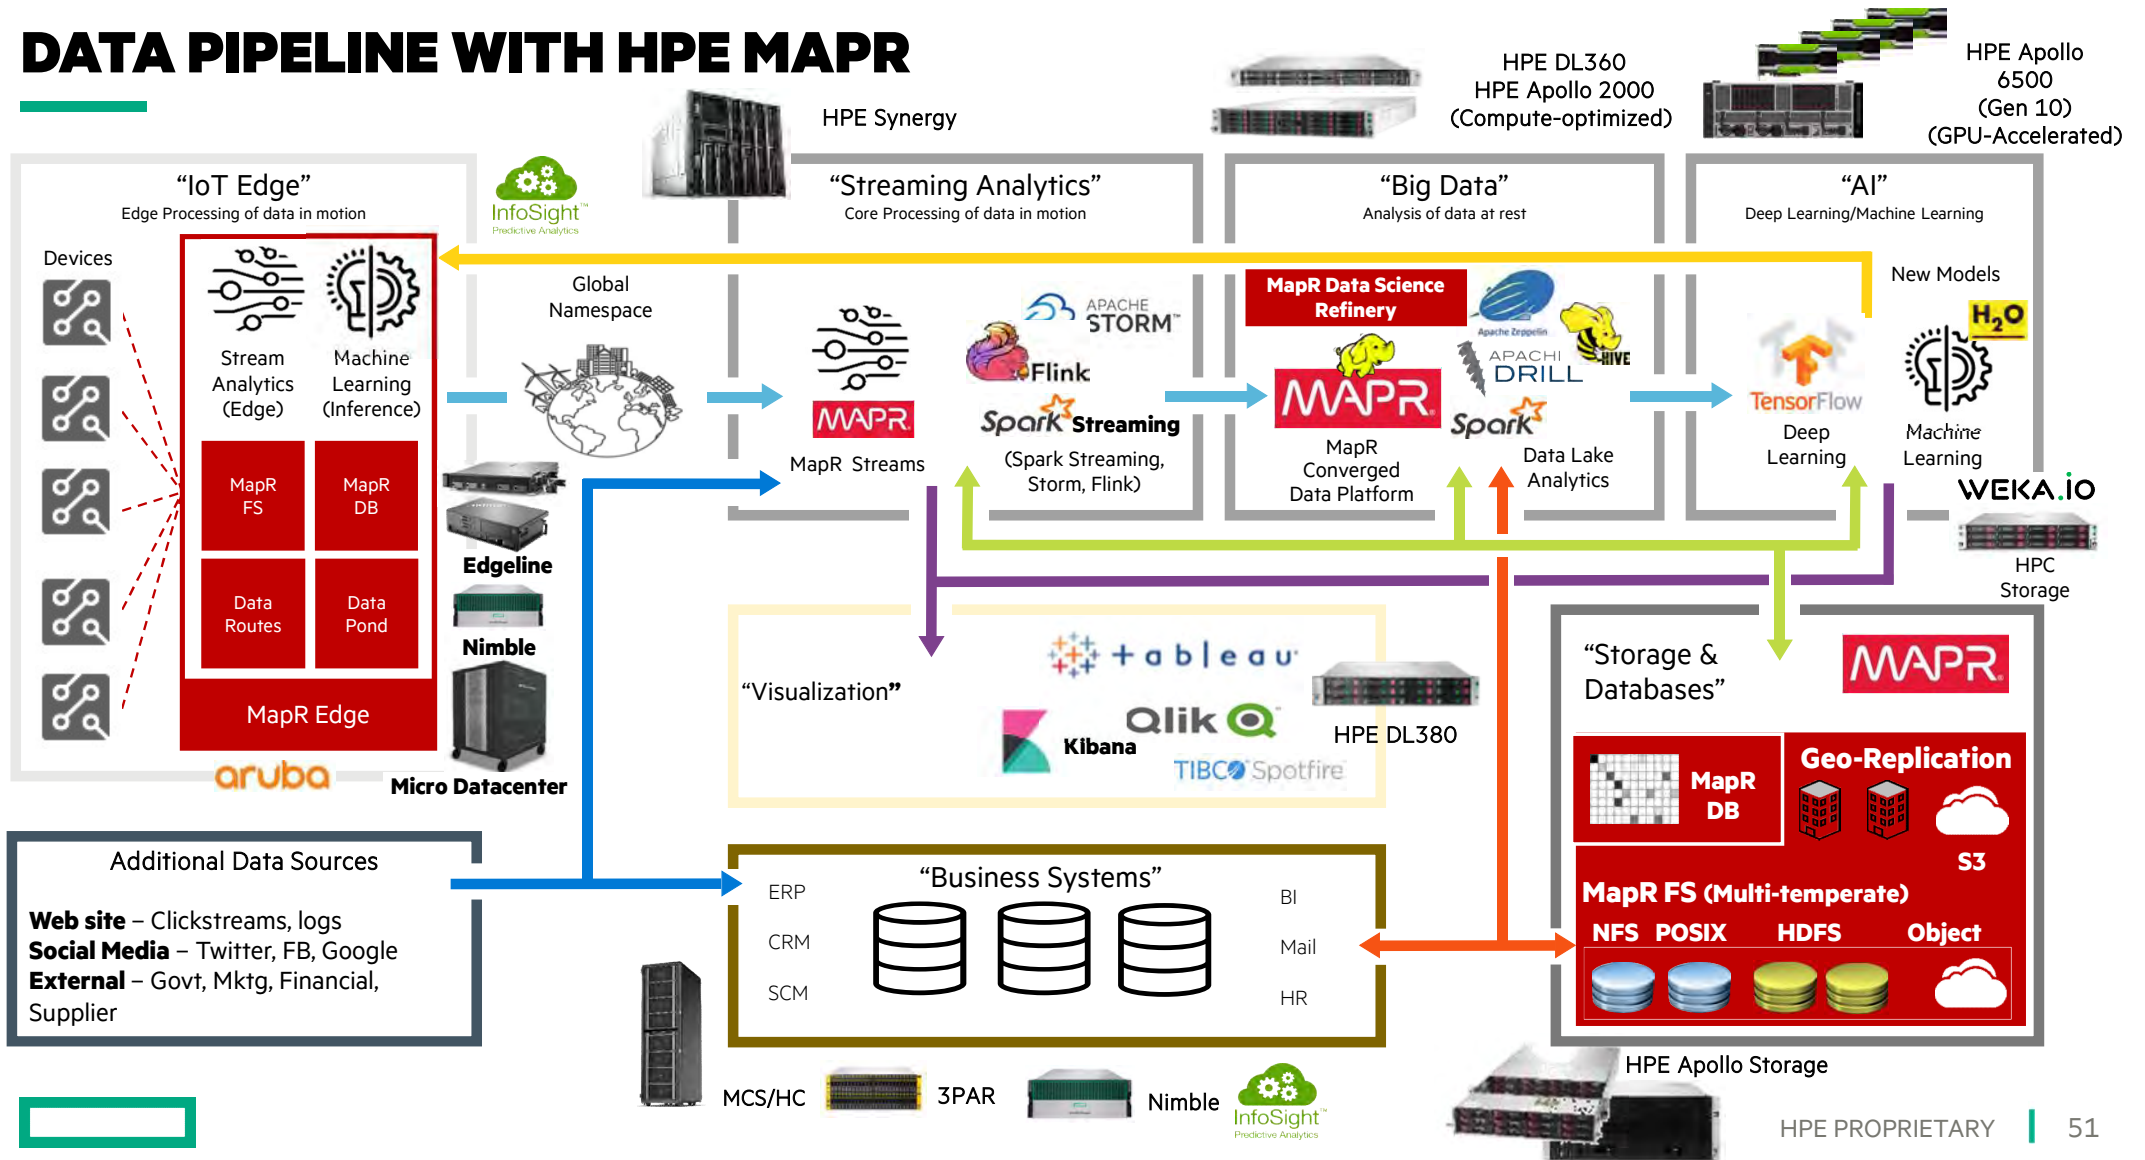 DATA PIPELINE WITH HPE MAPR
HPE Synergy
HPE DL360
HPE Apollo 2000
(Compute-optimized)
HPE Apollo
6500
(Gen 10)
(GPU-Accelerated)
“IoT Edge”
Edge Processing of data in motion
Devices
Stream
Analytics
(Edge)
Machine
Learning
(Inference)
MapR
FS
MapR
DB
Data
Routes
Data
Pond
MapR Edge
aruba
InfoSight™
Predictive Analytics
Global
Namespace
Edgeline
Nimble
Micro Datacenter
“Streaming Analytics”
Core Processing of data in motion
MAPR.
MapR Streams
APACHE
STORM™
Flink
Spark Streaming
(Spark Streaming,
Storm, Flink)
“Big Data”
Analysis of data at rest
MapR Data Science
Refinery
MAPR.
MapR
Converged
Data Platform
Apache Zeppelin
HIVE
APACHI
DRILL
Spark
Data Lake
Analytics
“AI”
Deep Learning/Machine Learning
New Models
H2O
TensorFlow
Deep
Learning
Machine
Learning
WEKA.iO
HPC
Storage
“Visualization”
+ableau
Qlik Q
Kibana
TIBCO Spotfire
HPE DL380
“Storage &
Databases”
MAPR.
MapR
DB
Geo-Replication
S3
MapR FS (Multi-temperate)
NFS POSIX HDFS Object
HPE Apollo Storage
Additional Data Sources
Web site – Clickstreams, logs
Social Media – Twitter, FB, Google
External – Govt, Mktg, Financial,
Supplier
“Business Systems”
ERP
CRM
SCM
BI
Mail
HR
MCS/HC
3PAR
Nimble
InfoSight™
Predictive Analytics
HPE PROPRIETARY
51